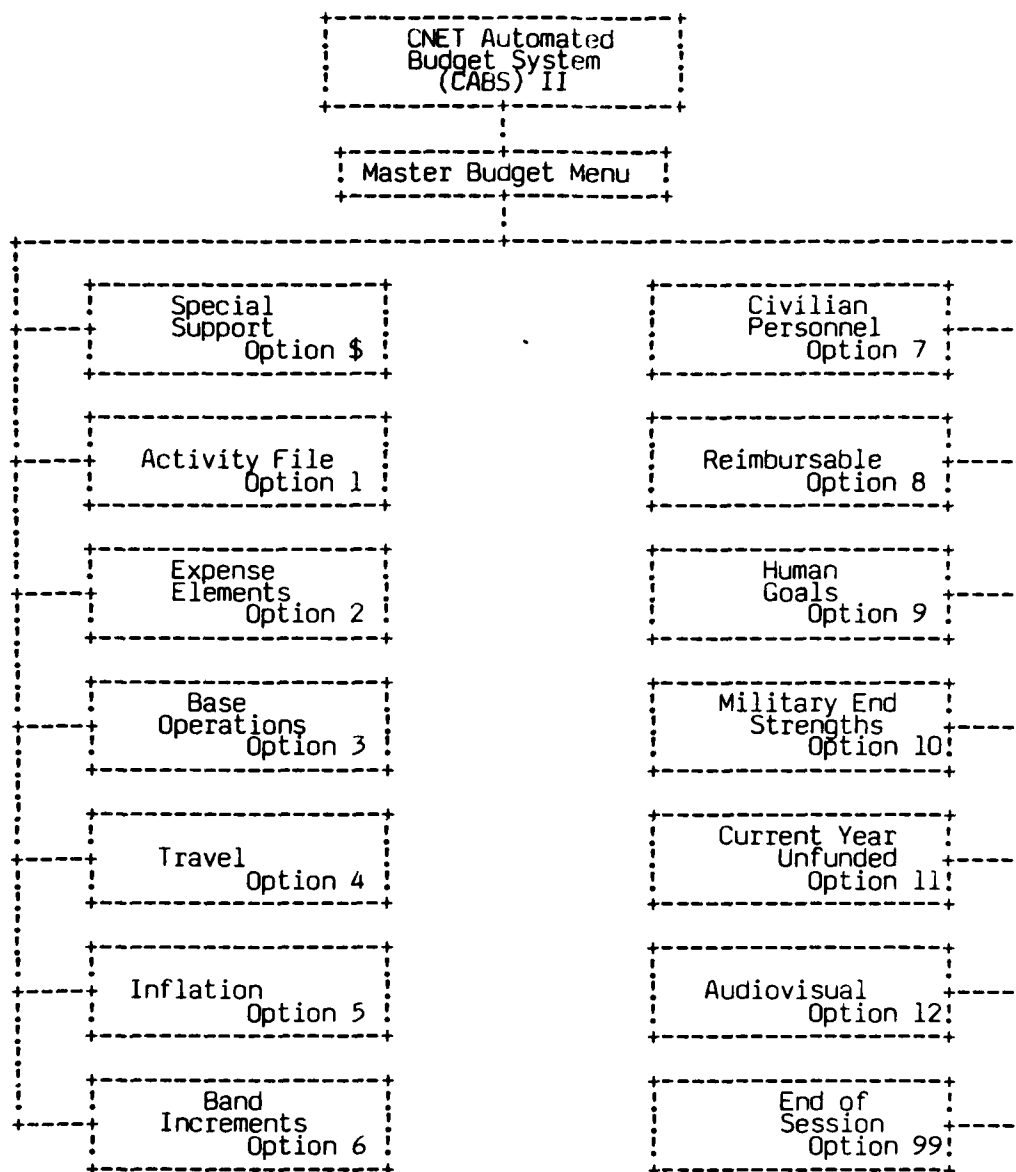 CNET Automated
Budget System
(CABS) II
Master Budget Menu
Special
Support
Option $
Activity File
Option 1
Expense
Elements
Option 2
Base
Operations
Option 3
Travel
Option 4
Inflation
Option 5
Band
Increments
Option 6
Civilian
Personnel
Option 7
Reimbursable
Option 8
Human
Goals
Option 9
Military End
Strengths
Option 10
Current Year
Unfunded
Option 11
Audiovisual
Option 12
End of
Session
Option 99